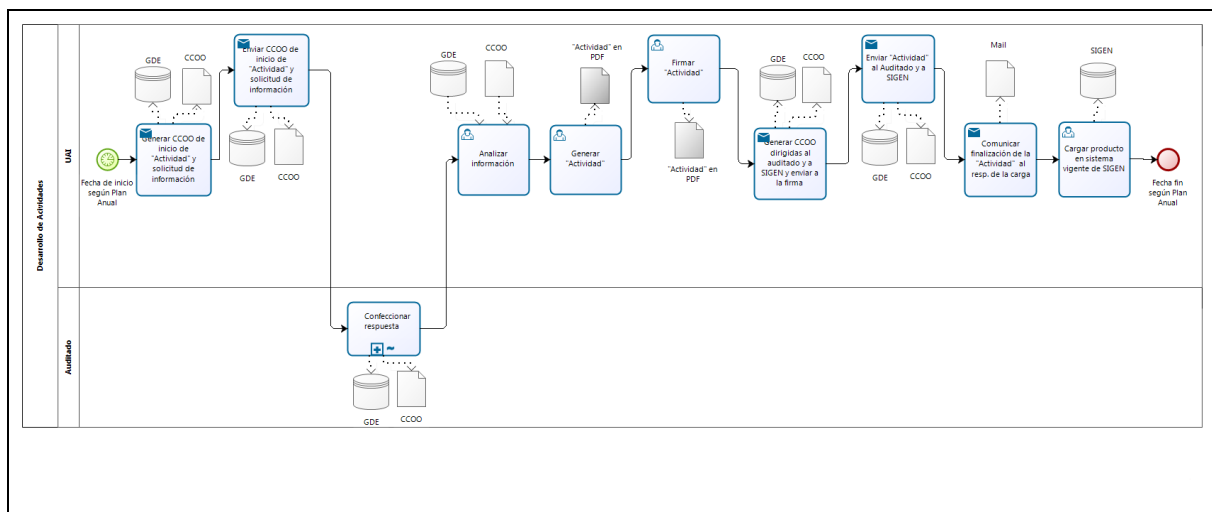 Desarrollo de Acividades
UAI
Fecha de inicio
según Plan
Anual
GDE
CCOO
Generar CCOO de
inicio de
"Actividad" y
solicitud de
información
Enviar CCOO de
inicio de
"Actividad" y
solicitud de
información
GDE
CCOO
GDE
CCOO
Analizar
información
"Actividad" en
PDF
Generar
"Actividad"
Firmar
"Actividad"
"Actividad" en
PDF
GDE
CCOO
Generar CCOO
dirigidas al
auditado y a
SIGEN y enviar a
la firma
Enviar "Actividad"
al Auditado y a
SIGEN
GDE
CCOO
Mail
Comunicar
finalización de la
"Actividad" al
resp. de la carga
SIGEN
Cargar producto
en sistema
vigente de SIGEN
Fecha fin
según Plan
Anual
Auditado
Confeccionar
respuesta
GDE
CCOO